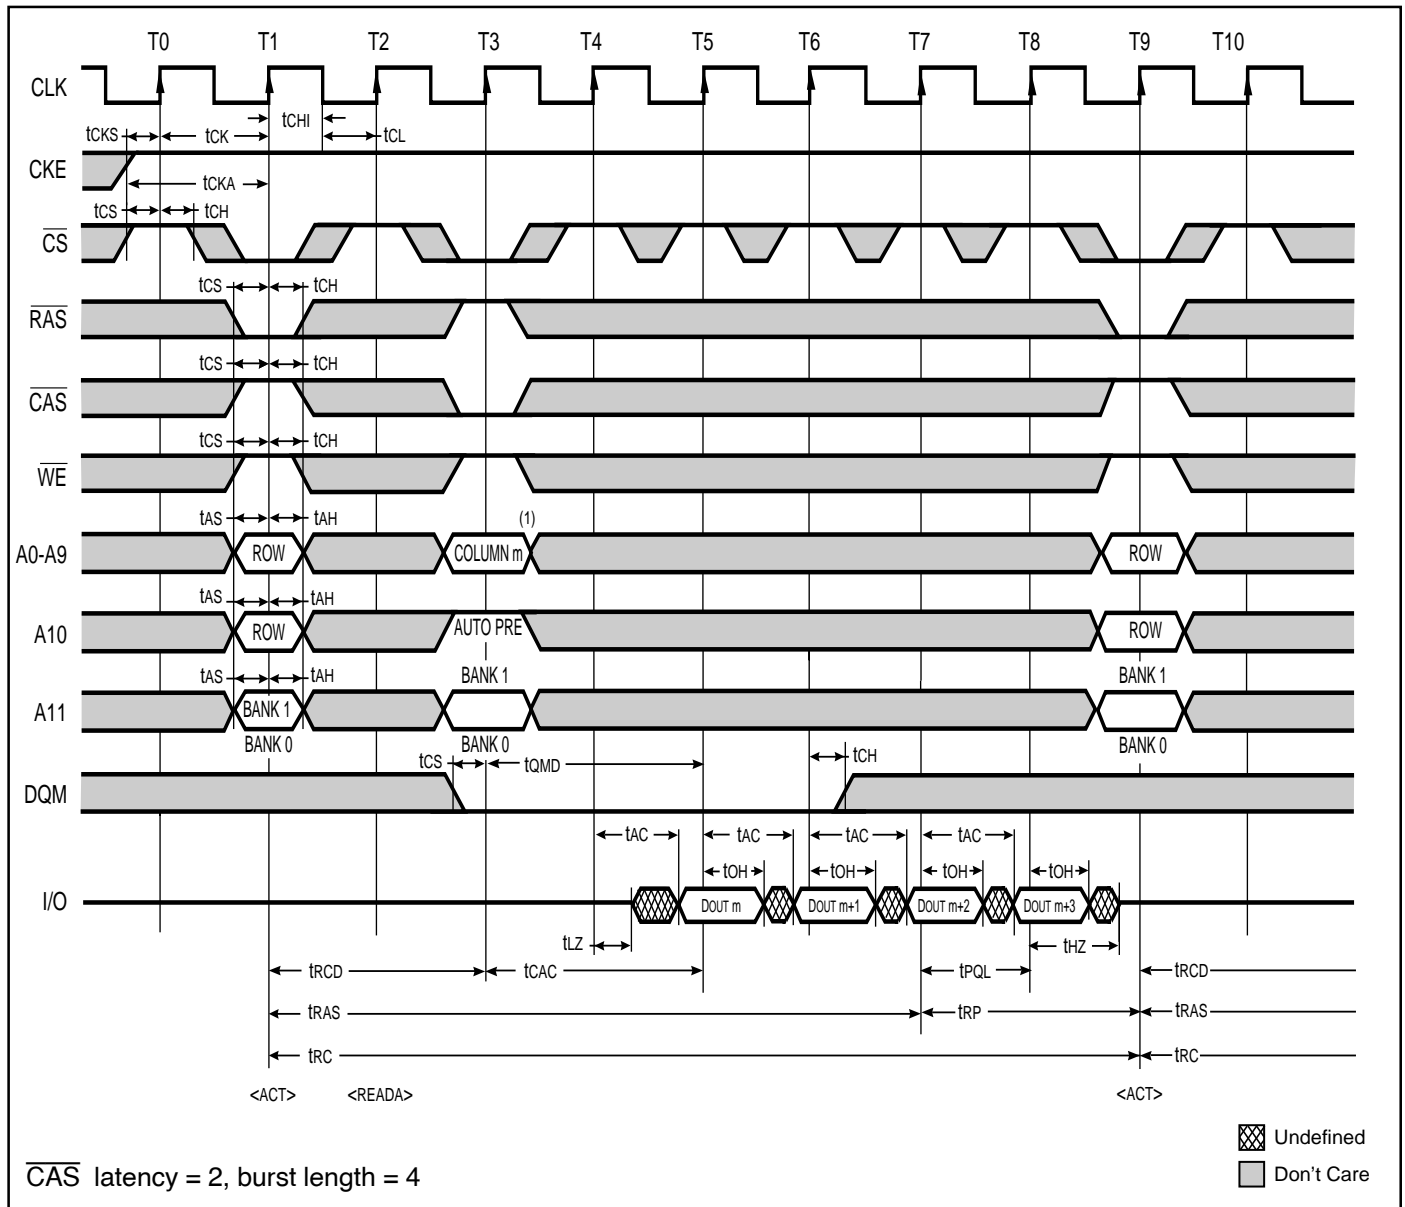 T0 T1 T2 T3 T4 T5 T6 T7 T8 T9 T10
CLK
tCHI
tCKS tCK tCL
CKE
tCKA
tCS tCH
CS
tCS tCH
RAS
tCS tCH
CAS
tCS tCH
WE
tAS tAH (1)
A0-A9 ROW COLUMN m ROW
tAS tAH
A10 ROW AUTO PRE ROW
tAS tAH BANK 1 BANK 1
A11 BANK 1
BANK 0 BANK 0 BANK 0
tCS tQMD tCH
DQM
tAC tAC tAC tAC
tOH tOH tOH tOH
I/O DOUT m DOUT m+1 DOUT m+2 DOUT m+3
tLZ tHZ
tRCD tCAC tPQL tRCD
tRAS tRP tRAS
tRC tRC
<ACT> <READA> <ACT>
Undefined
Don't Care
CAS latency = 2, burst length = 4